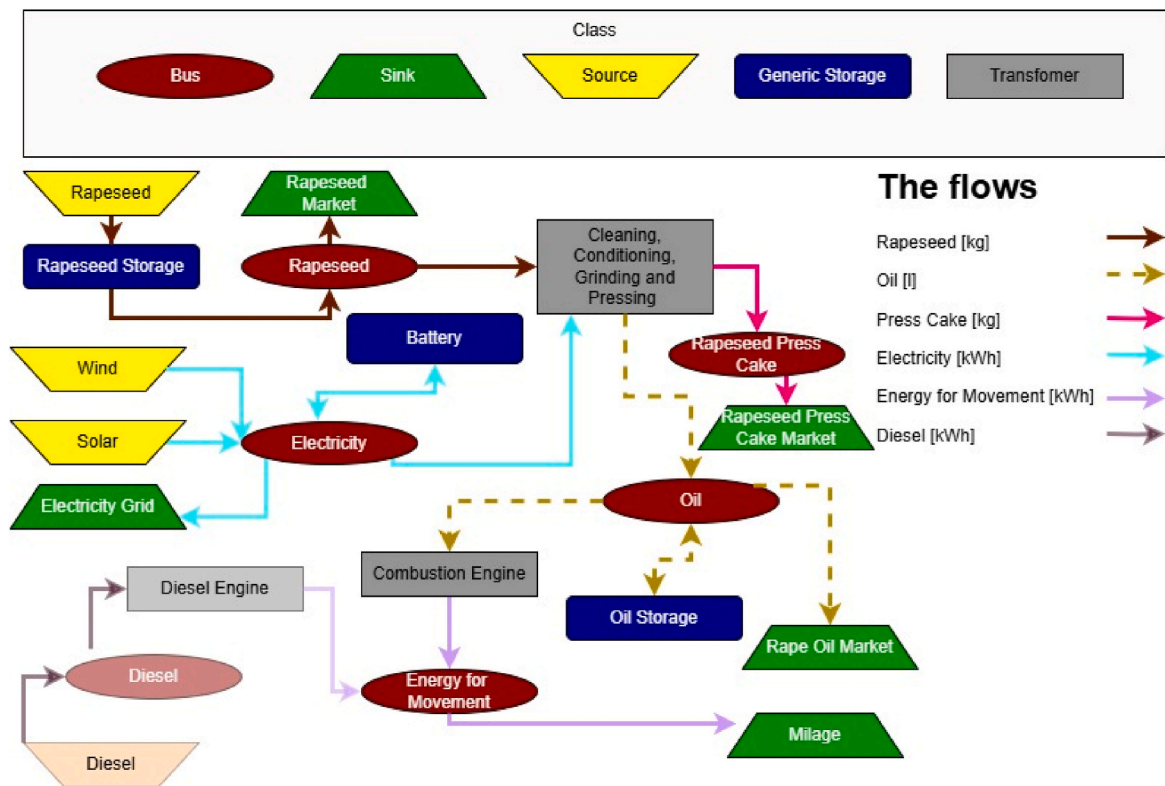 Class
Bus
Sink
Source
Generic Storage
Transfomer
Rapeseed
Rapeseed
Market
The flows
Cleaning,
Conditioning,
Grinding and
Pressing
Rapeseed [kg]
Rapeseed Storage
Rapeseed
Oil [l]
Press Cake [kg]
Battery
Rapeseed Press
Cake
Electricity [kWh]
Wind
Energy for Movement [kWh]
Rapeseed Press
Cake Market
Solar
Electricity
Diesel [kWh]
Electricity Grid
Oil
Diesel Engine
Combustion Engine
Oil Storage
Rape Oil Market
Diesel
Energy for
Movement
Milage
Diesel